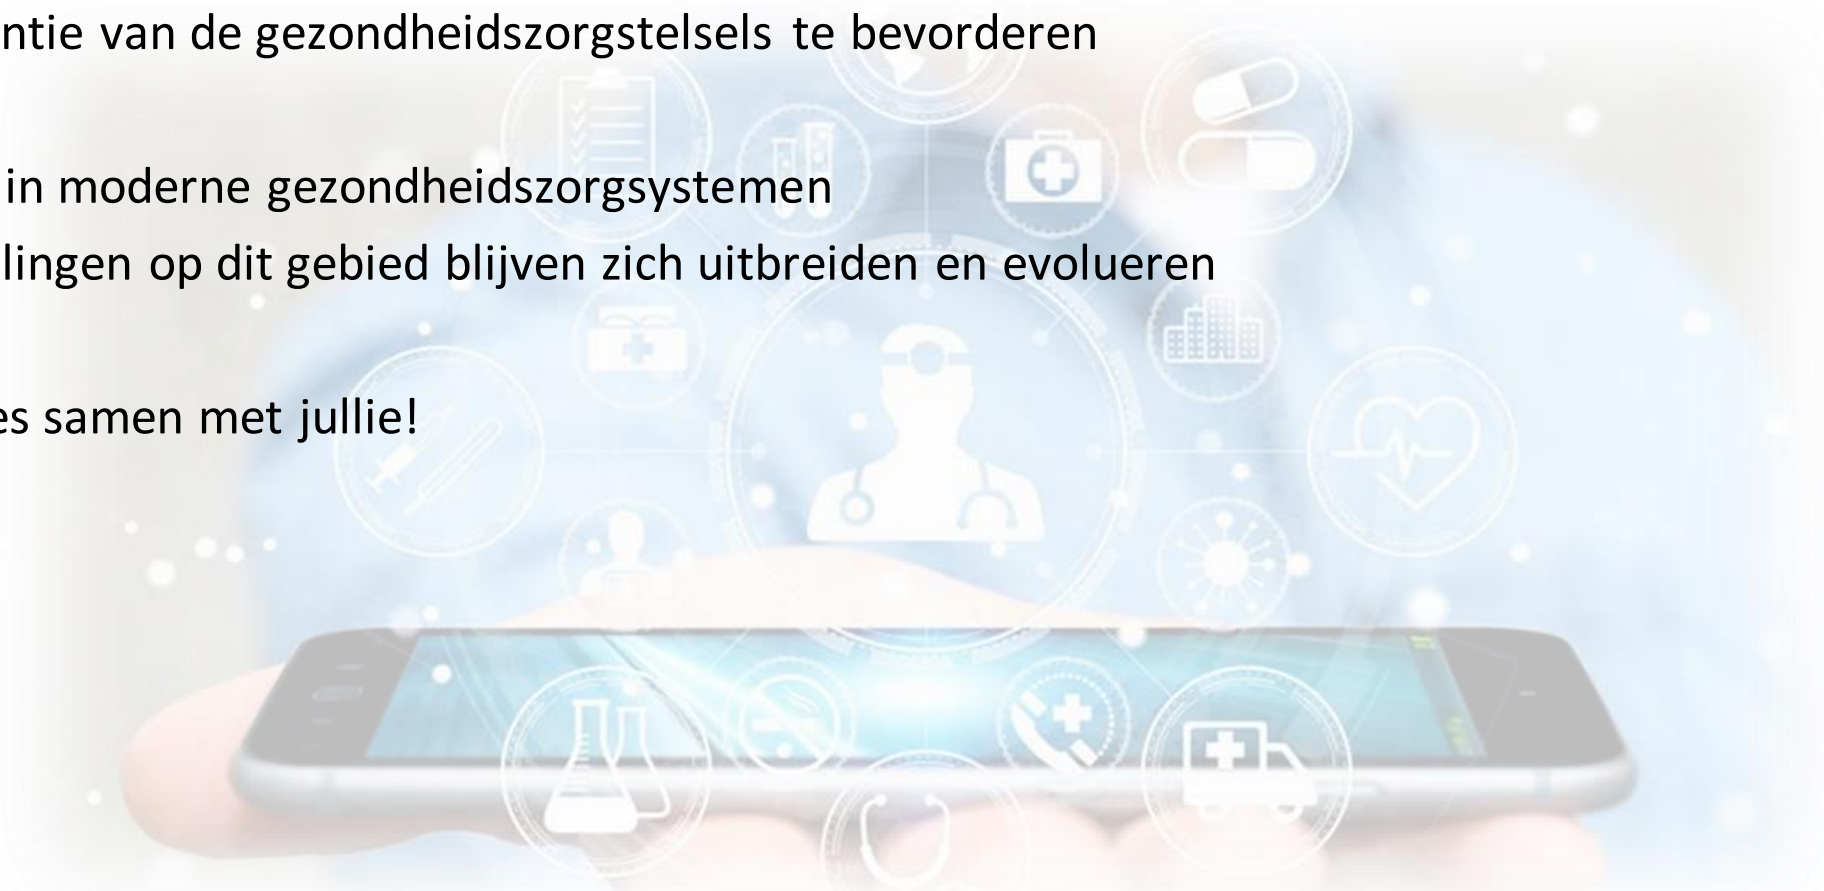 ntie van de gezondheidszorgstelsels te bevorderen
in moderne gezondheidszorgsystemen
lingen op dit gebied blijven zich uitbreiden en evolueren
es samen met jullie!